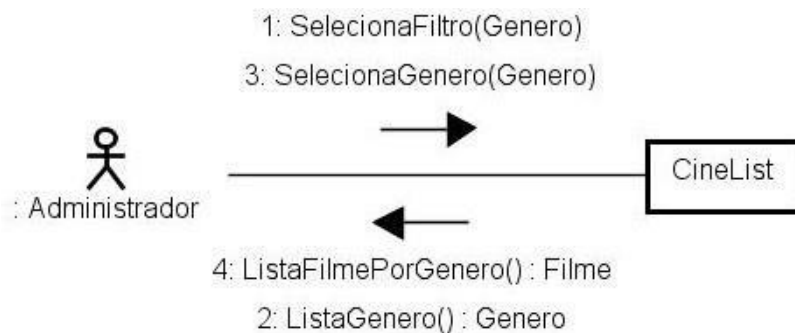 1: SelecionaFiltro(Genero)
3: SelecionaGenero(Genero)
CineList
: Administrador
4: ListaFilmePorGenero() : Filme
2: ListaGenero() : Genero